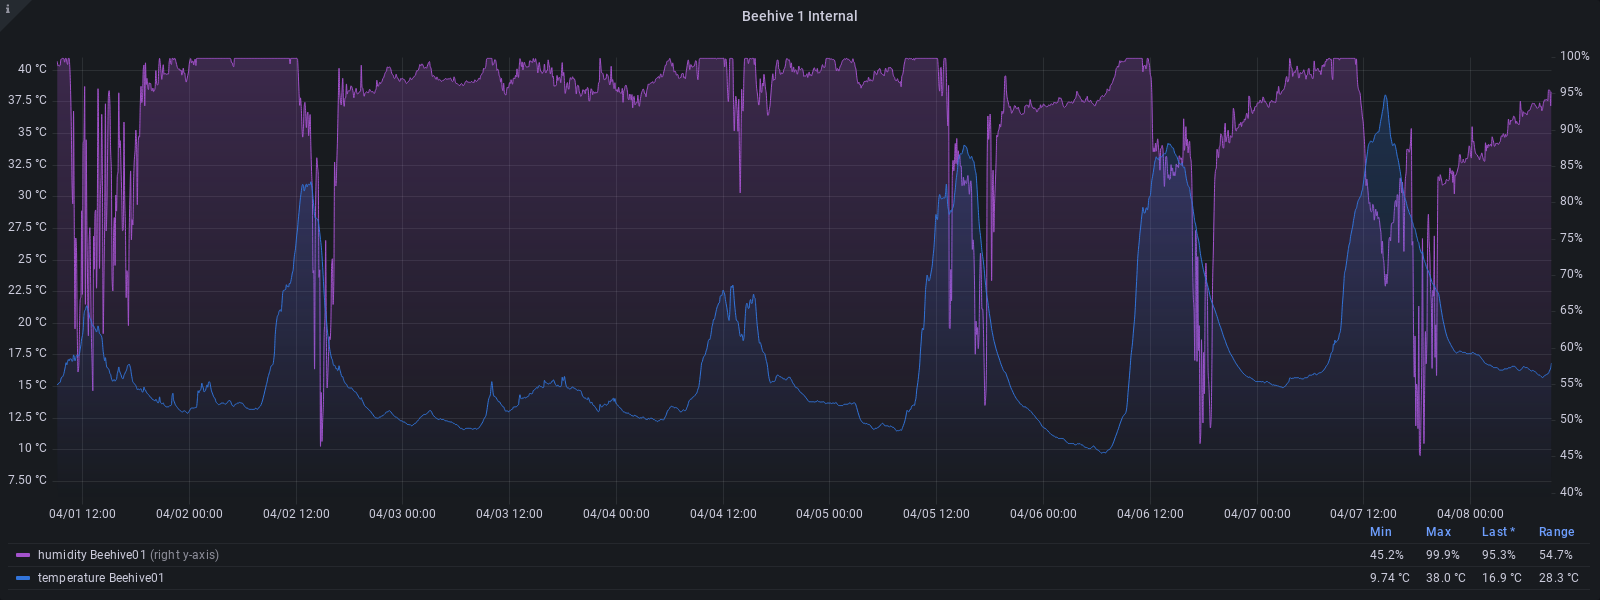 i
Beehive 1 Internal
40 °C
37.5 °C
35 °C
32.5 °C
30 °C
27.5 °C
25 °C
22.5 °C
20 °C
17.5 °C
15 °C
12.5 °C
10 °C
7.50 °C
100%
95%
90%
85%
80%
75%
70%
65%
60%
55%
50%
45%
40%
04/01 12:00 04/02 00:00 04/02 12:00 04/03 00:00 04/03 12:00 04/04 00:00 04/04 12:00 04/05 00:00 04/05 12:00 04/06 00:00 04/06 12:00 04/07 00:00 04/07 12:00 04/08 00:00
Min Max Last * Range
humidity Beehive01 (right y-axis) 45.2% 99.9% 95.3% 54.7%
temperature Beehive01 9.74 °C 38.0 °C 16.9 °C 28.3 °C